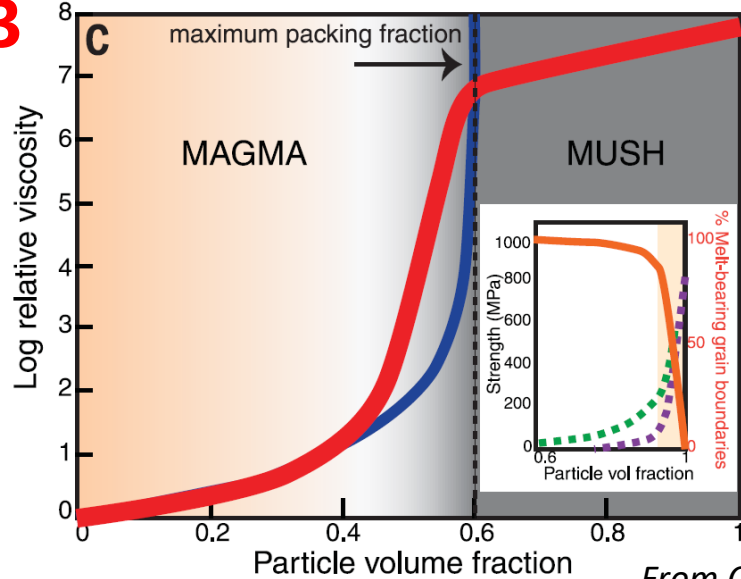 B
C
maximum packing fraction
MAGMA
MUSH
Log relative viscosity
8
7
6
5
4
3
2
1
0
0
0.2
0.4
0.6
0.8
1
Particle volume fraction
Strength (MPa)
1000
800
600
400
200
0
0.6
1
Particle vol fraction
100
50
0
% Melt-bearing grain boundaries
From